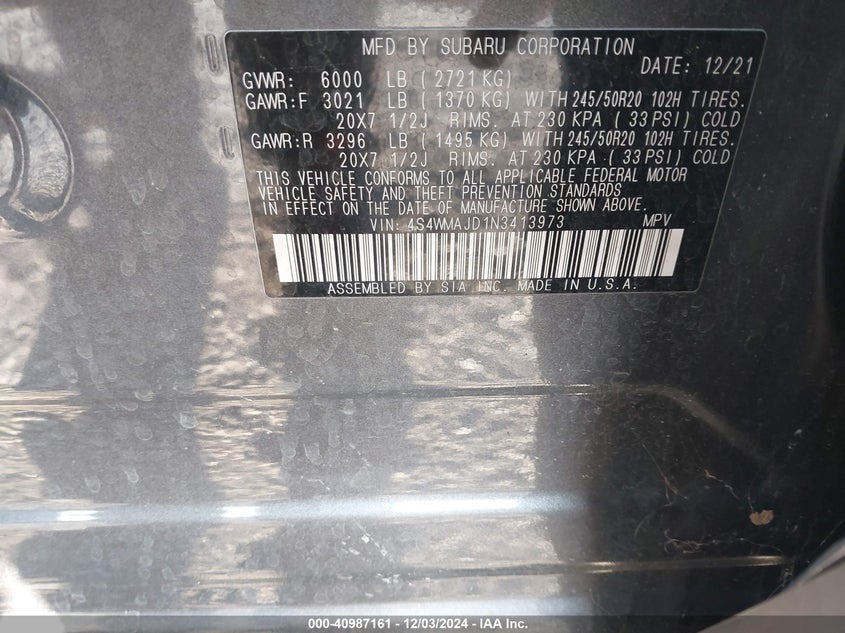 MFD BY SUBARU CORPORATION
DATE: 12/21
GVWR: 6000 LB ( 2721 KG)
GAWR:F 3021 LB ( 1370 KG) WITH 245/50R20 102H TIRES.
20X7 1/2J RIMS. AT 230 KPA ( 33 PSI) COLD
GAWR:R 3296 LB ( 1495 KG) WITH 245/50R20 102H TIRES.
20X7 1/2J RIMS. AT 230 KPA ( 33 PSI) COLD
THIS VEHICLE CONFORMS TO ALL APPLICABLE FEDERAL MOTOR
VEHICLE SAFETY AND THEFT PREVENTION STANDARDS
IN EFFECT ON THE DATE OF MANUFACTURE SHOWN ABOVE.
VIN: 4S4WMAJD1N3413973 MPV
ASSEMBLED BY SIA INC. MADE IN U.S.A.
000-40987161 - 12/03/2024 - IAA Inc.